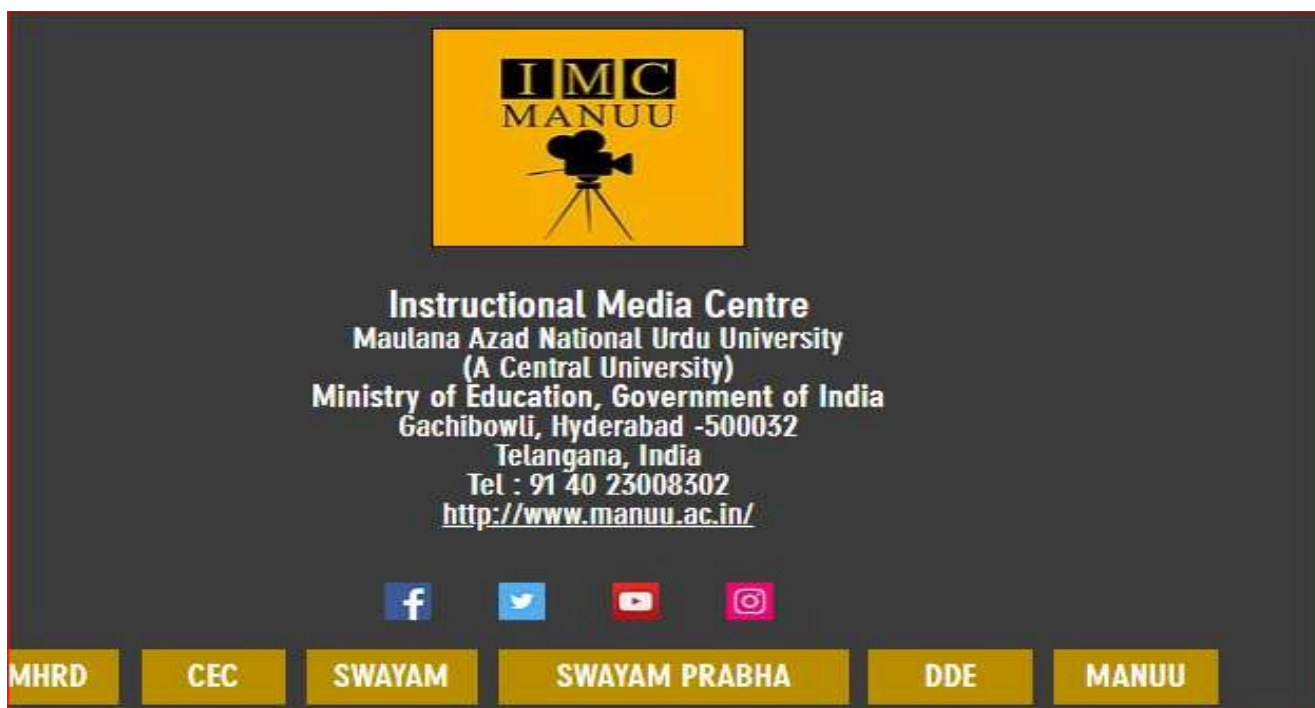 I M C
MANUU
Instructional Media Centre
Maulana Azad National Urdu University
(A Central University)
Ministry of Education, Government of India
Gachibowli, Hyderabad -500032
Telangana, India
Tel : 91 40 23008302
http://www.manuu.ac.in/
MHRD CEC SWAYAM SWAYAM PRABHA DDE MANUU